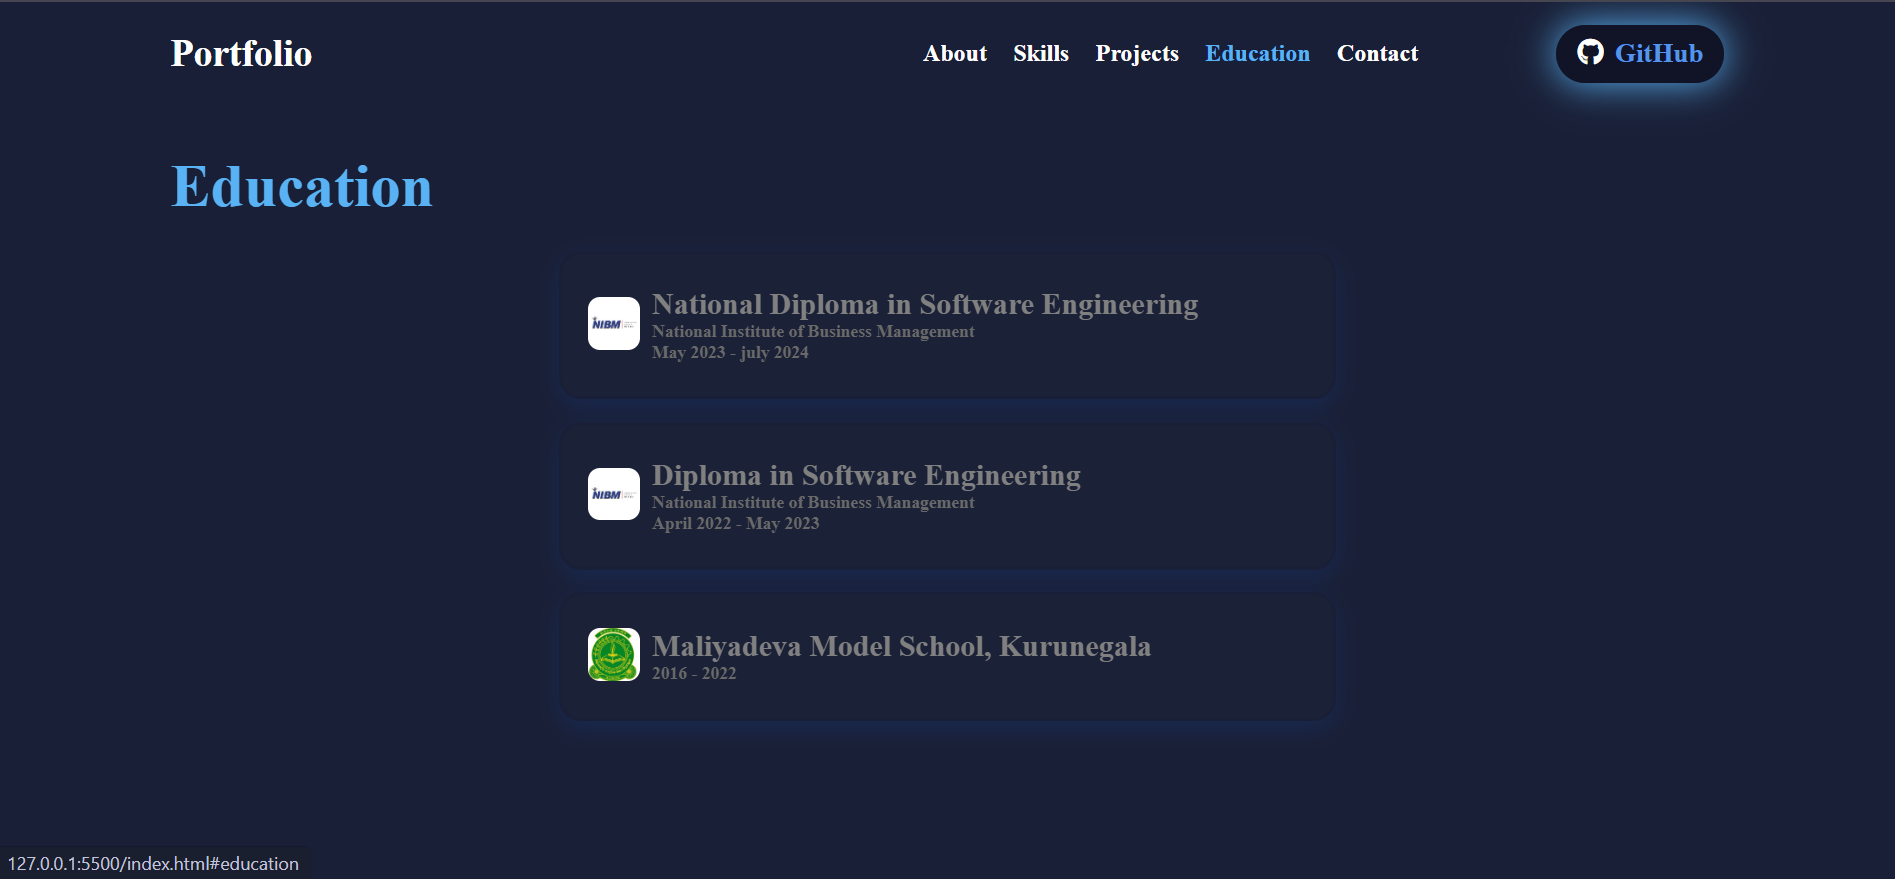 Portfolio
About Skills Projects Education Contact
GitHub
Education
NIBM
National Diploma in Software Engineering
National Institute of Business Management
May 2023 - july 2024
NIBM
Diploma in Software Engineering
National Institute of Business Management
April 2022 - May 2023
Maliyadeva Model School, Kurunegala
2016 - 2022
127.0.0.1:5500/index.html#education